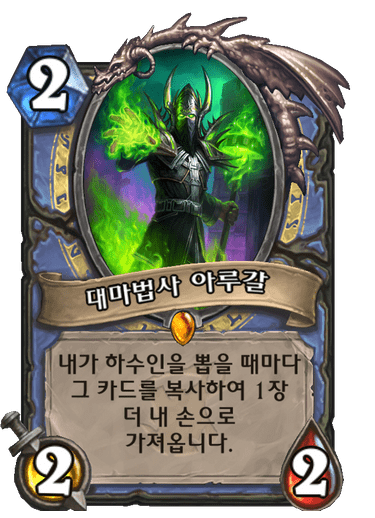 2
대마법사 아루갈
내가 하수인을 뽑을 때마다
그 카드를 복사하여 1장
더 내 손으로
가져옵니다.
2
2